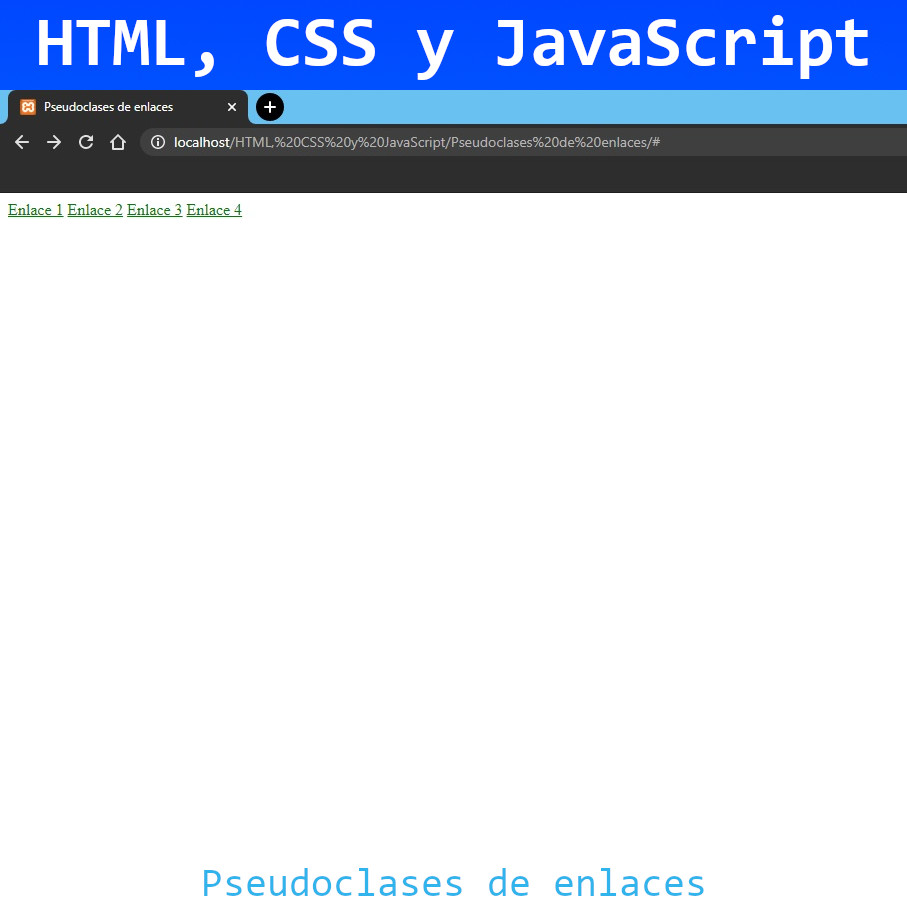 HTML, CSS y JavaScript
Pseudoclases de enlaces
localhost/HTML,%20CSS%20y%20JavaScript/Pseudoclases%20de%20enlaces/#
Enlace 1 Enlace 2 Enlace 3 Enlace 4
Pseudoclases de enlaces